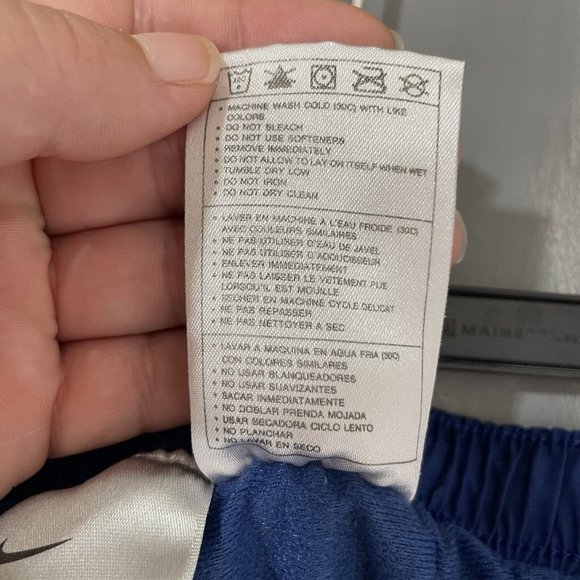 30C
• MACHINE WASH COLD (30C) WITH LIKE
COLORS
• DO NOT BLEACH
• DO NOT USE SOFTENERS
• REMOVE IMMEDIATELY
• DO NOT ALLOW TO LAY ON ITSELF WHEN WET
• TUMBLE DRY LOW
• DO NOT IRON
• DO NOT DRY CLEAN
• LAVER EN MACHINE À L'EAU FROIDE (30C)
AVEC COULEURS SIMILAIRES
• NE PAS UTILISER D'EAU DE JAVEL
• NE PAS UTILISER D'ADOUCISSEUR
• ENLEVER IMMEDIATEMENT
• NE PAS LAISSER LE VETEMENT PLIE
LORSQU'IL EST MOUILLE
• SECHER EN MACHINE CYCLE DELICAT
• NE PAS REPASSER
• NE PAS NETTOYER A SEC
• LAVAR A MAQUINA EN AGUA FRIA (30C)
CON COLORES SIMILARES
• NO USAR BLANQUEADORES
• NO USAR SUAVIZANTES
• SACAR INMEDIATAMENTE
• NO DOBLAR PRENDA MOJADA
• USAR SECADORA CICLO LENTO
• NO PLANCHAR
• NO LAVAR EN SECO